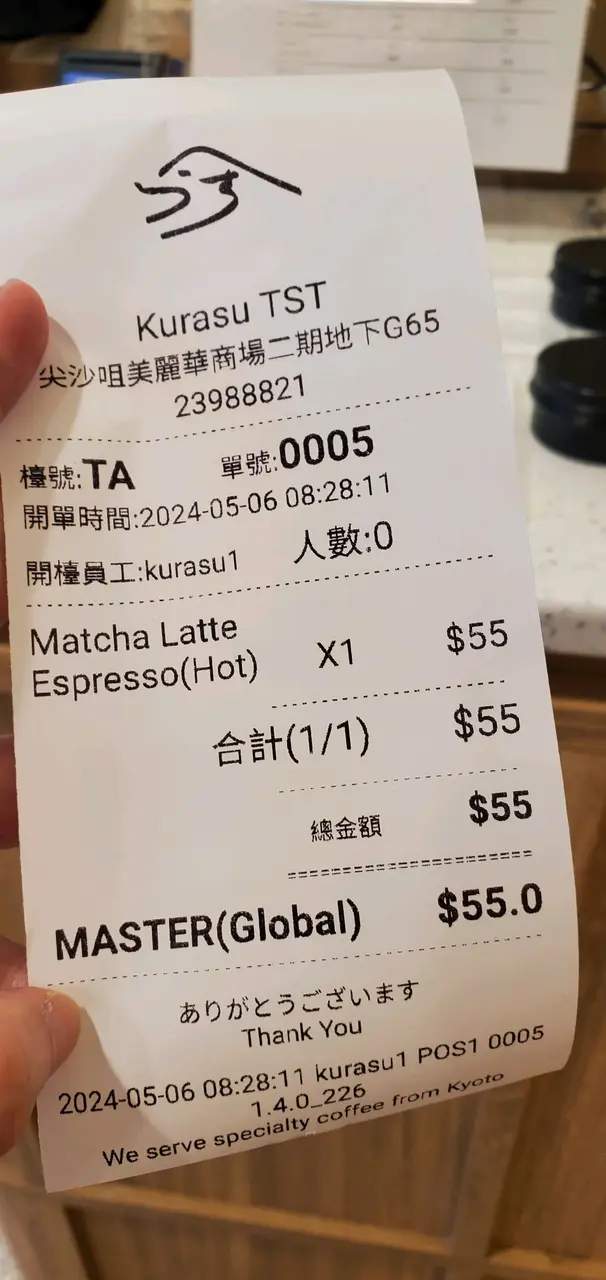 くらす
Kurasu TST
尖沙咀美麗華商場二期地下G65
23988821
檯號:TA 單號:0005
開單時間:2024-05-06 08:28:11
開檯員工:kurasu1 人數:0
Matcha Latte
Espresso(Hot) X1 $55
合計(1/1) $55
總金額 $55
MASTER(Global) $55.0
ありがとうございます
Thank You
2024-05-06 08:28:11 kurasu1 POS1 0005
1.4.0_226
We serve specialty coffee from Kyoto